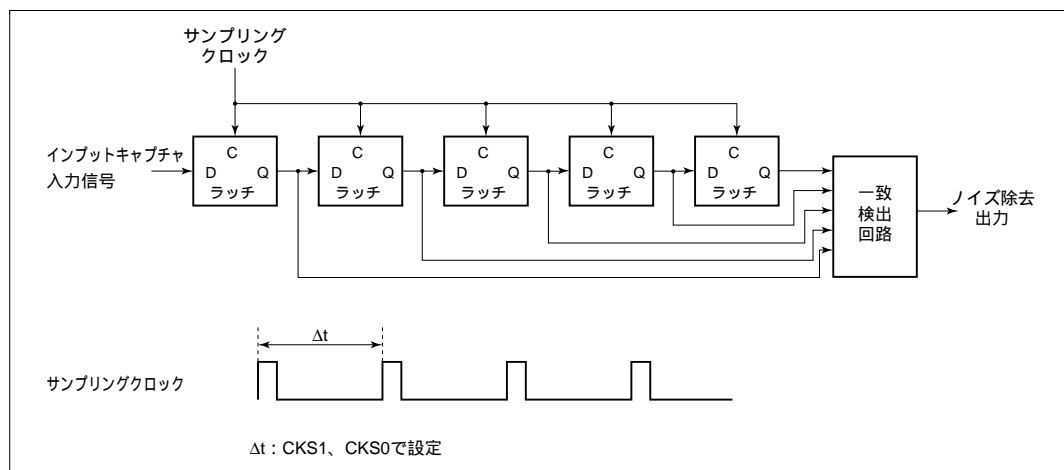 サンプリング
クロック
インプットキャプチャ
入力信号
C
D Q
ラッチ
C
D Q
ラッチ
C
D Q
ラッチ
C
D Q
ラッチ
C
D Q
ラッチ
一致
検出
回路
ノイズ除去
出力
Δt
サンプリングクロック
Δt：CKS1、CKS0で設定